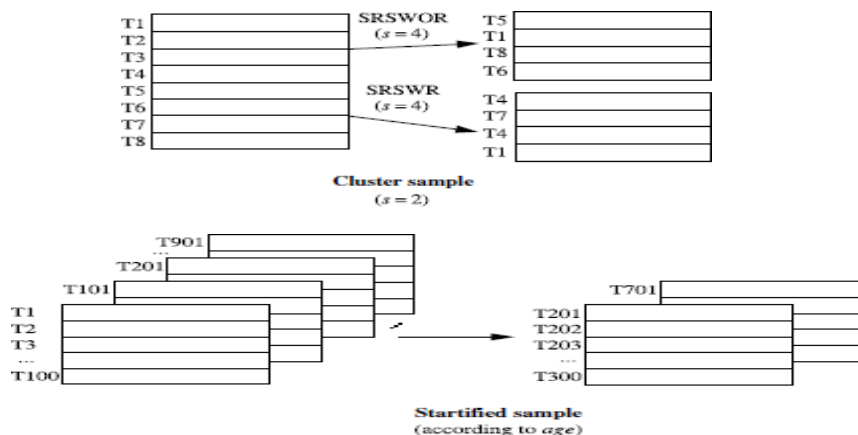 T1
T2
T3
T4
T5
T6
T7
T8
SRSWOR
(s = 4)
SRSWR
(s = 4)
T5
T1
T8
T6
T4
T7
T4
T1
Cluster sample
(s = 2)
T901
...
T201
T101
T1
T2
T3
...
T100
T701
T201
T202
T203
...
T300
Startified sample
(according to age)